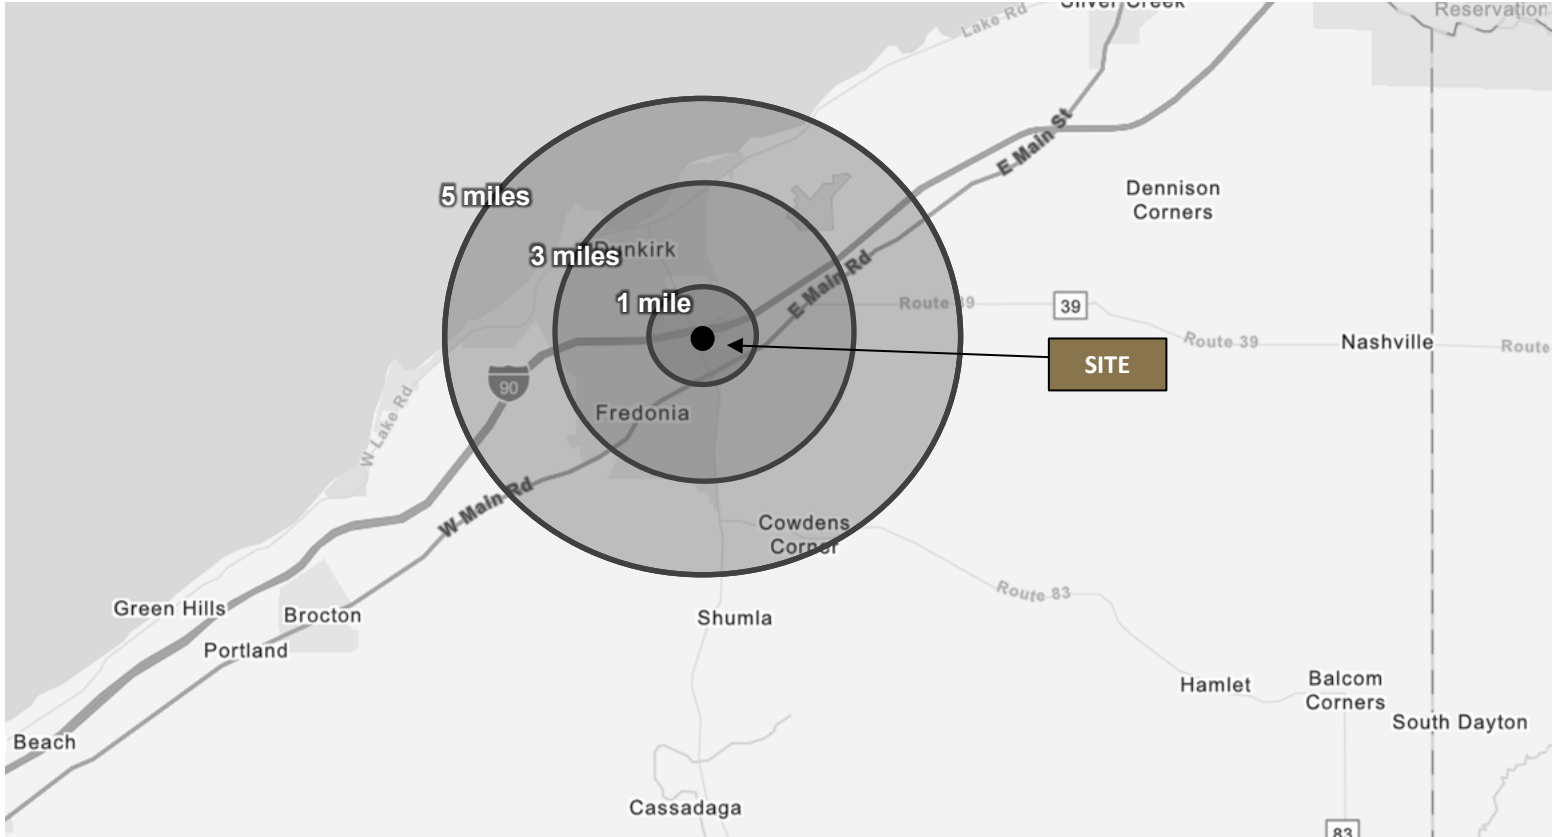 Silver Creek
Reservation
Lake Rd
E Main St
Dennison
Corners
5 miles
3 miles
Dunkirk
1 mile
E Main Rd
Route 39
39
Route 39
Nashville
Route
SITE
90
W Lake Rd
Fredonia
W Main Rd
Cowdens
Corner
Route 83
Green Hills
Brocton
Shumla
Portland
Hamlet
Balcom
Corners
South Dayton
Beach
Cassadaga
83